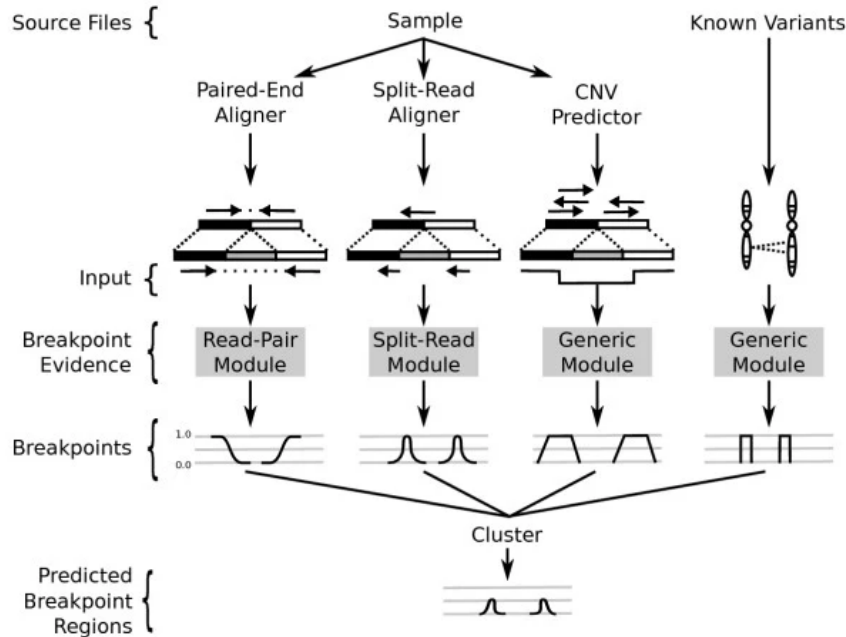 Source Files
Sample
Known Variants
Paired-End
Aligner
Split-Read
Aligner
CNV
Predictor
Input
Breakpoint
Evidence
Read-Pair
Module
Split-Read
Module
Generic
Module
Generic
Module
Breakpoints
1.0
0.0
Cluster
Predicted
Breakpoint
Regions